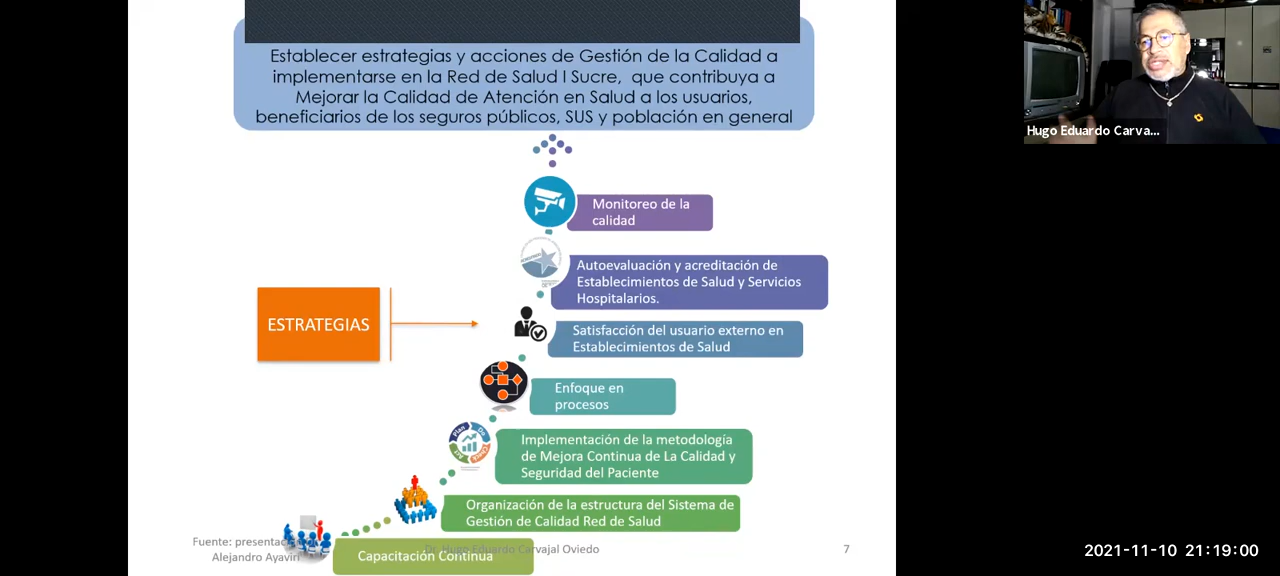 Establecer estrategias y acciones de Gestión de la Calidad a
implementarse en la Red de Salud I Sucre, que contribuya a
Mejorar la Calidad de Atención en Salud a los usuarios,
beneficiarios de los seguros públicos, SUS y población en general
Hugo Eduardo Carva...
Monitoreo de la
calidad
Autoevaluación y acreditación de
Establecimientos de Salud y Servicios
Hospitalarios.
ESTRATEGIAS
Satisfacción del usuario externo en
Establecimientos de Salud
Enfoque en
procesos
Plan
Do
Check
Act
Implementación de la metodología
de Mejora Continua de La Calidad y
Seguridad del Paciente
Organización de la estructura del Sistema de
Gestión de Calidad Red de Salud
Fuente: presentac
Alejandro Ayaviri
Dr. Hugo Eduardo Carvajal Oviedo
Capacitación Continua
7
2021-11-10 21:19:00